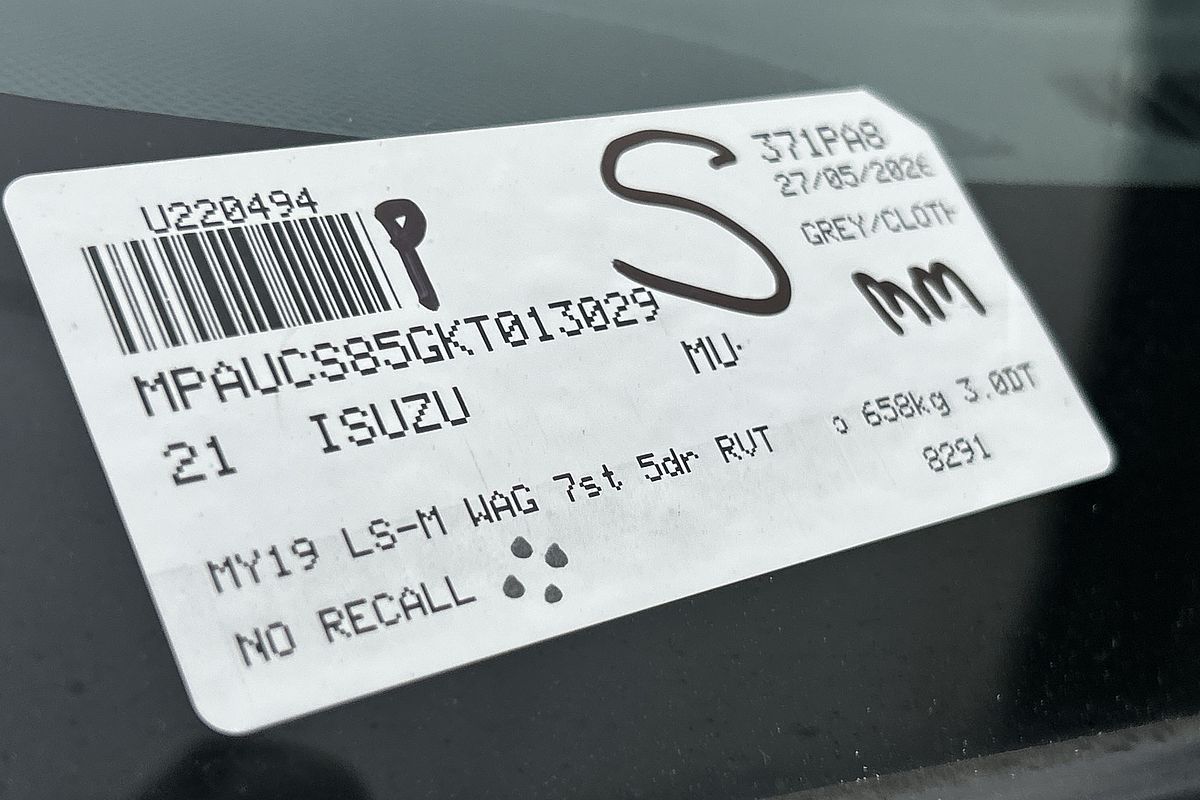 U220494
P
S
371PA8
27/05/202
GREY/CLOTH
MM
MPAUCS85GKT013029
MU
21 ISUZU
MY19 LS-M WAG 7st 5dr RVT
658kg 3.0DT
8291
NO RECALL